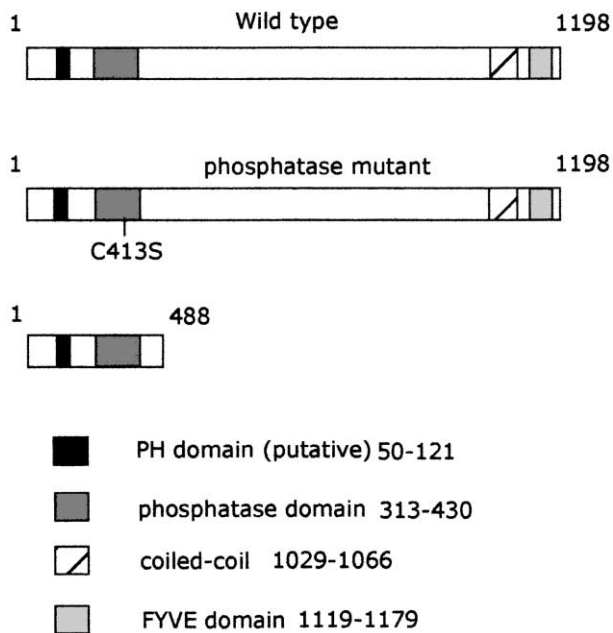 1 Wild type 1198
1 phosphatase mutant 1198
C413S
1 488
PH domain (putative) 50-121
phosphatase domain 313-430
coiled-coil 1029-1066
FYVE domain 1119-1179